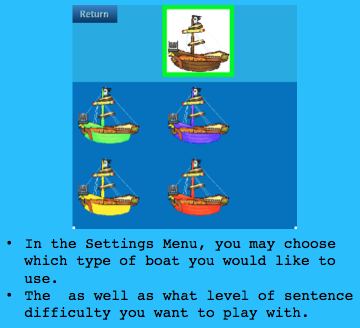 Return
• In the Settings Menu, you may choose
which type of boat you would like to
use.
• The  as well as what level of sentence
difficulty you want to play with.